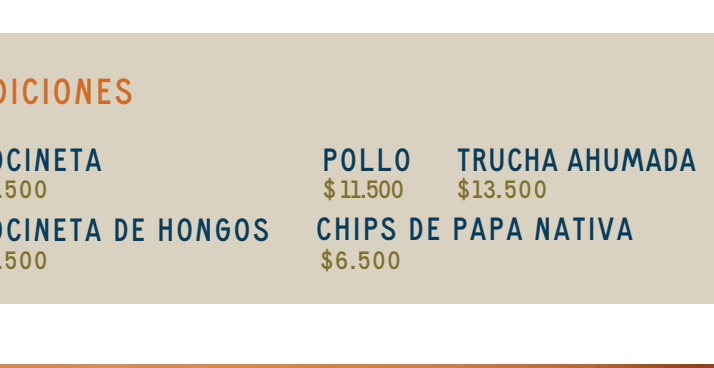 DICIONES
OCINETA POLLO TRUCHA AHUMADA
.500 $11.500 $13.500
OCINETA DE HONGOS CHIPS DE PAPA NATIVA
.500 $6.500